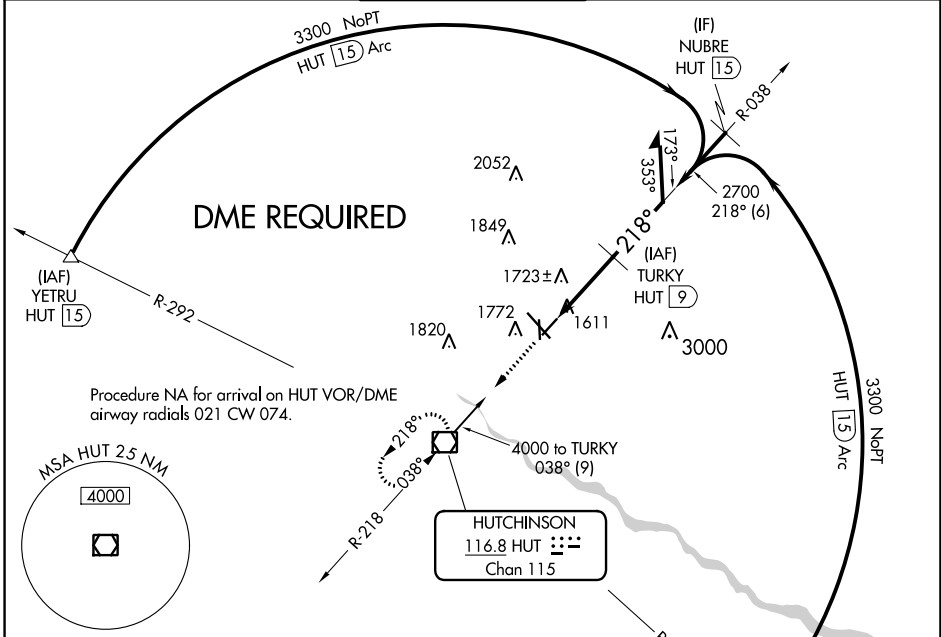 3300 NoPT
HUT 15 Arc
(IF)
NUBRE
HUT 15
R-038
173°
353°
2052
2700
218° (6)
DME REQUIRED
1849
218°
(IAF)
TURKY
HUT 9
1723±
(IAF)
YETRU
HUT 15
R-292
1772
1611
1820
3000
3300 NoPT
HUT 15 Arc
Procedure NA for arrival on HUT VOR/DME
airway radials 021 CW 074.
218°
038°
4000 to TURKY
038° (9)
MSA HUT 25 NM
4000
R-218
HUTCHINSON
116.8 HUT
Chan 115